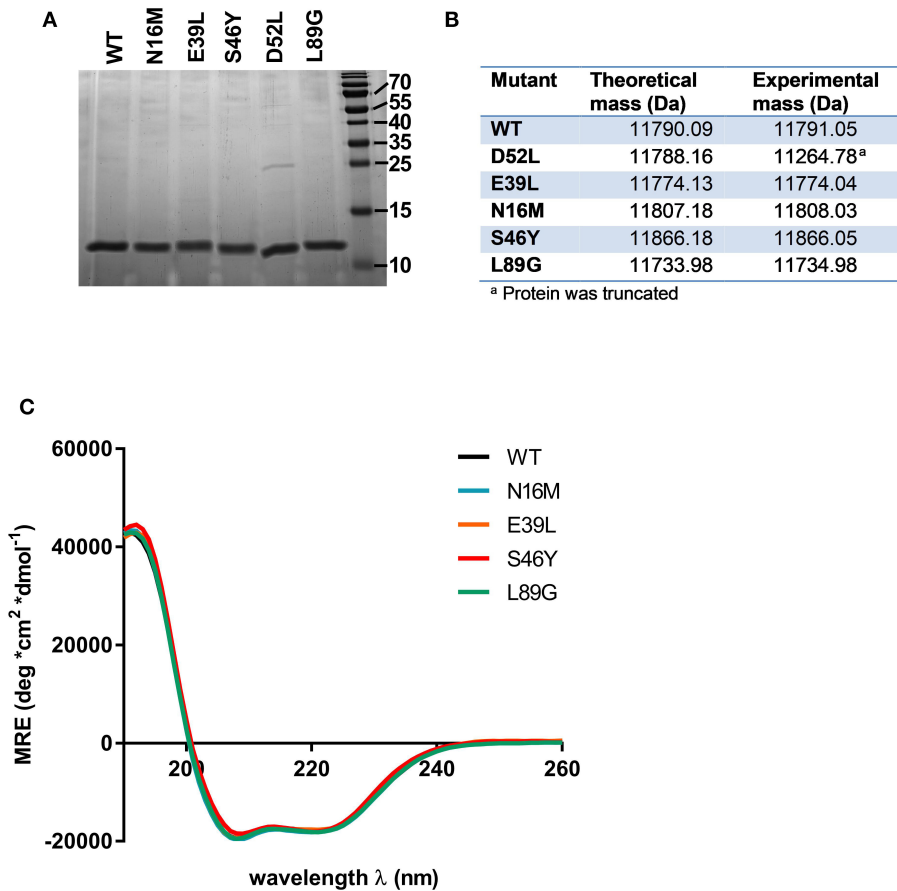 A
WT
N16M
E39L
S46Y
D52L
L89G
70
55
40
35
25
15
10
B
Mutant Theoretical mass (Da) Experimental mass (Da)
WT 11790.09 11791.05
D52L 11788.16 11264.78ᵃ
E39L 11774.13 11774.04
N16M 11807.18 11808.03
S46Y 11866.18 11866.05
L89G 11733.98 11734.98
ᵃ Protein was truncated
C
60000
40000
20000
0
-20000
MRE (deg *cm² *dmol⁻¹)
200
220
240
260
wavelength λ (nm)
WT
N16M
E39L
S46Y
L89G